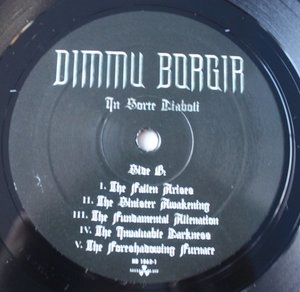 DIMMU BORGIR
In Sorte Diaboli
Side B:
I. The Fallen Arises
II. The Sinister Awakening
III. The Fundamental Alienation
IV. The Invaluable Darkness
V. The Foreshadowing Furnace